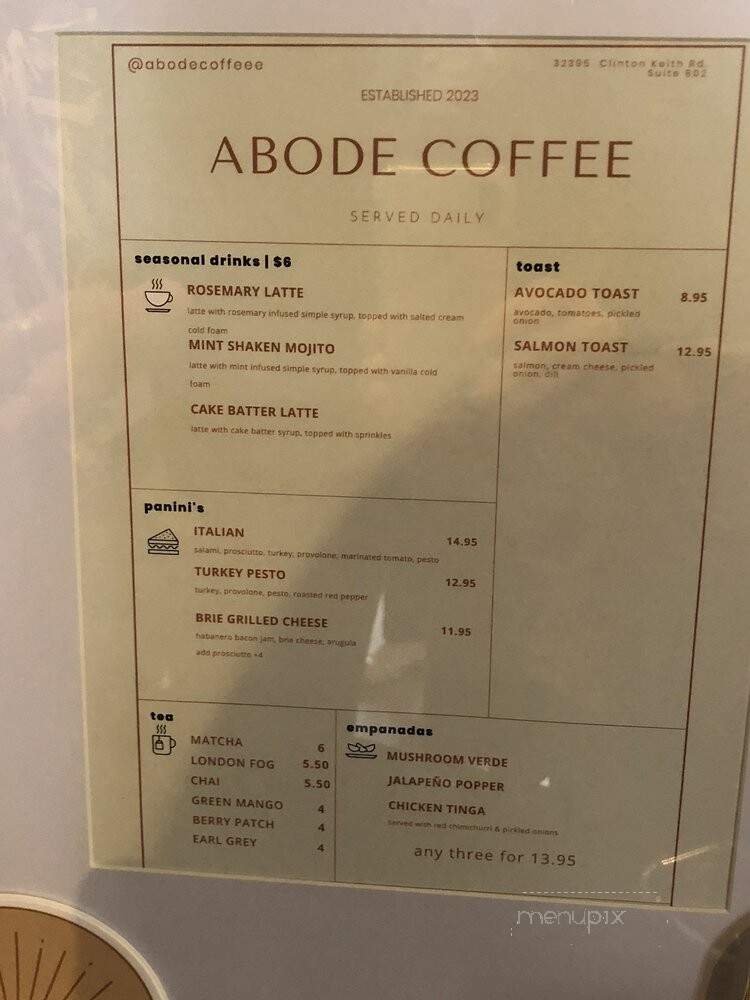 @abodecoffeee
32395 Clinton Keith Rd.
Suite B02
ESTABLISHED 2023
ABODE COFFEE
SERVED DAILY
seasonal drinks | $6
ROSEMARY LATTE
latte with rosemary infused simple syrup, topped with salted cream
cold foam
MINT SHAKEN MOJITO
latte with mint infused simple syrup, topped with vanilla cold
foam
CAKE BATTER LATTE
latte with cake batter syrup, topped with sprinkles
toast
AVOCADO TOAST 8.95
avocado, tomatoes, pickled
onion
SALMON TOAST 12.95
salmon, cream cheese, pickled
onion, dill
panini's
ITALIAN 14.95
salami, prosciutto, turkey, provolone, marinated tomato, pesto
TURKEY PESTO 12.95
turkey, provolone, pesto, roasted red pepper
BRIE GRILLED CHEESE 11.95
habanero bacon jam, brie cheese, arugula
add prosciutto +4
tea
MATCHA 6
LONDON FOG 5.50
CHAI 5.50
GREEN MANGO 4
BERRY PATCH 4
EARL GREY 4
empanadas
MUSHROOM VERDE
JALAPEÑO POPPER
CHICKEN TINGA
served with red chimichurri & pickled onions
any three for 13.95
menupix